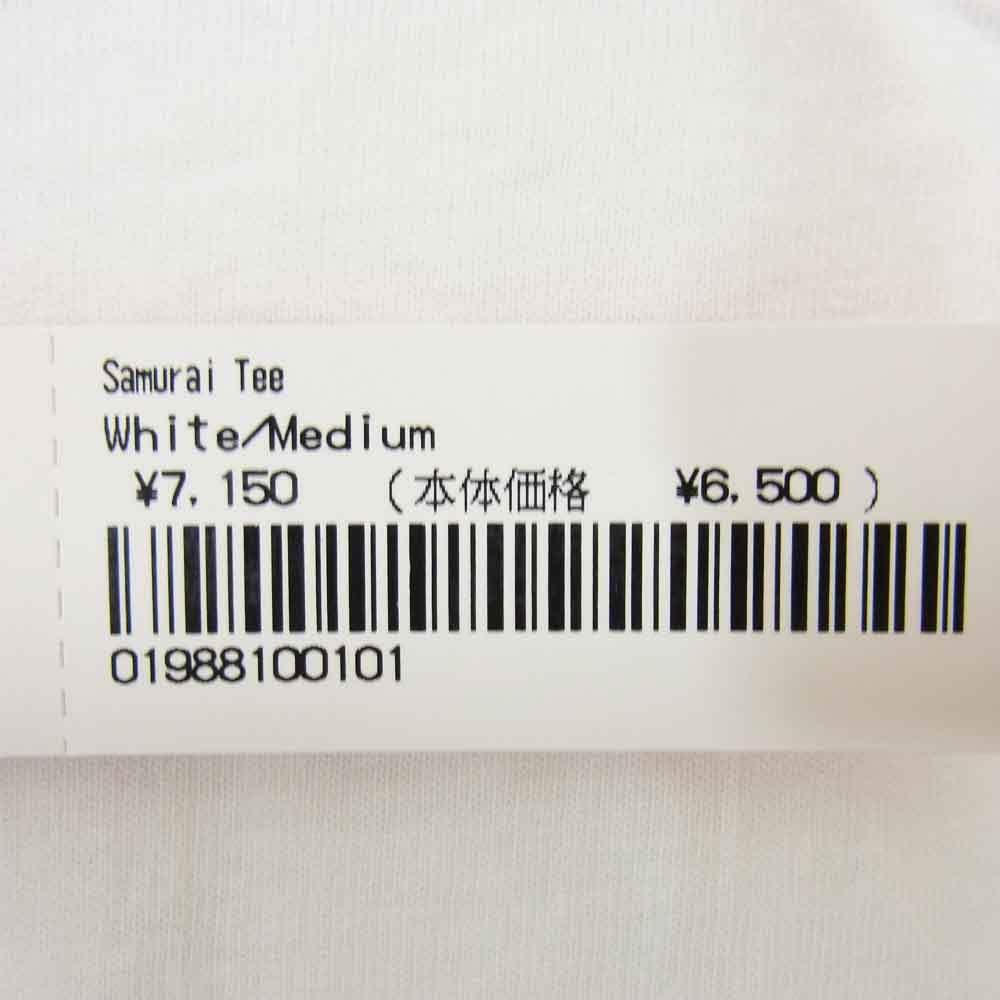 Samurai Tee
White/Medium
¥7,150 (本体価格 ¥6,500)
01988100101